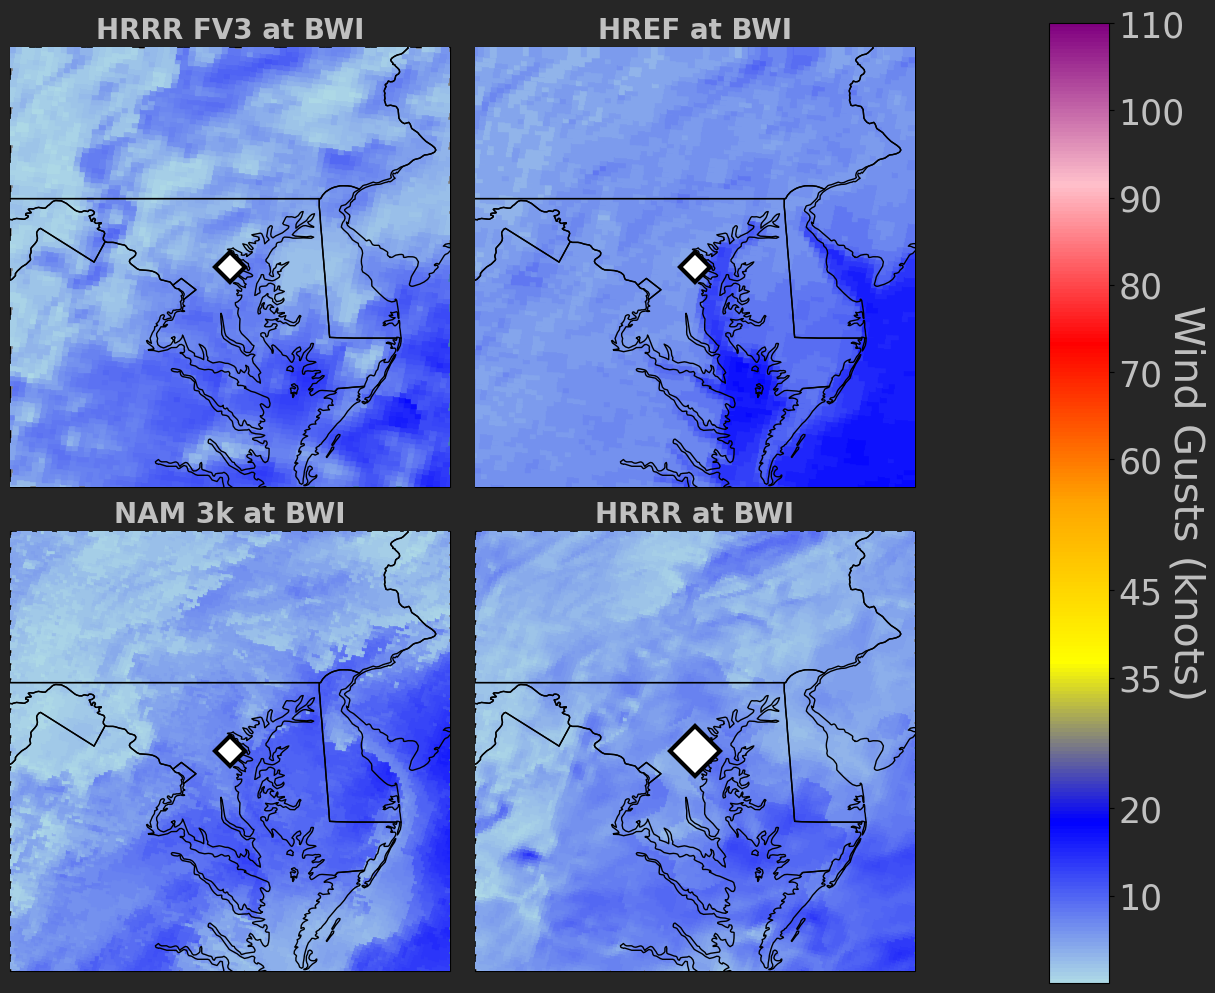 HRRR FV3 at BWI
HREF at BWI
NAM 3k at BWI
HRRR at BWI
110
100
90
80
70
60
45
35
20
10
Wind Gusts (knots)